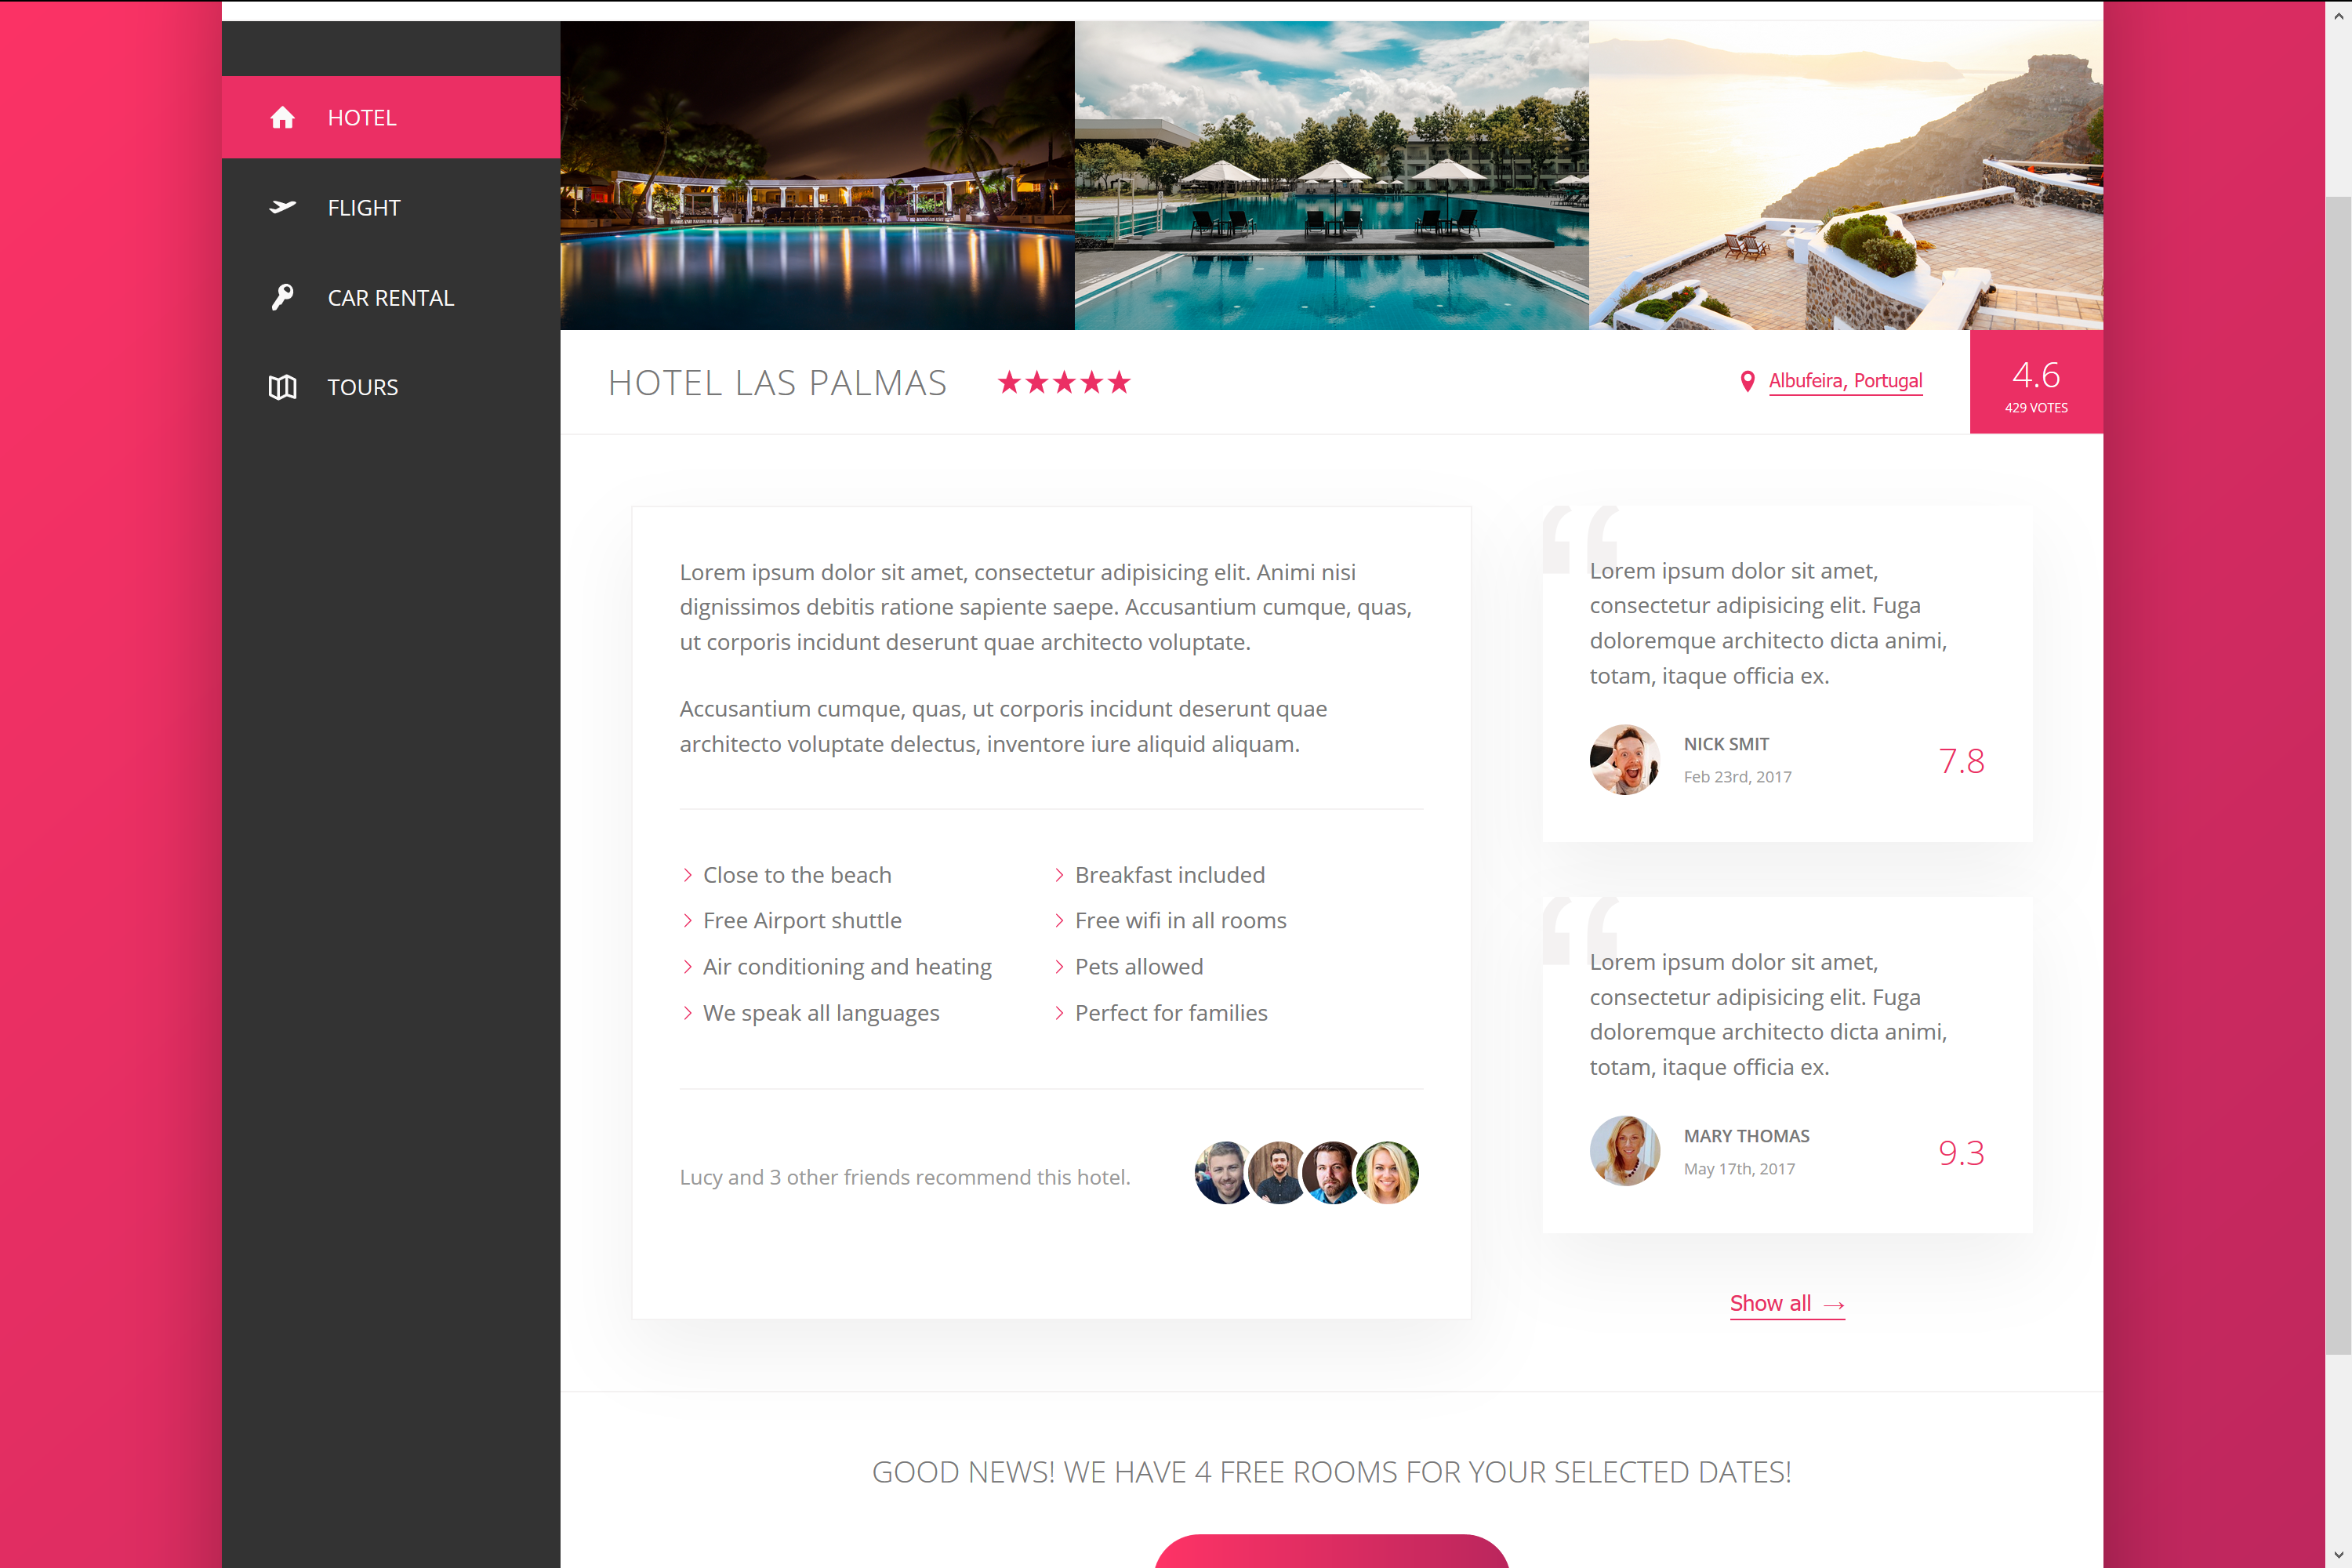 HOTEL
FLIGHT
CAR RENTAL
TOURS
HOTEL LAS PALMAS
Albufeira, Portugal
4.6
429 VOTES
Lorem ipsum dolor sit amet, consectetur adipisicing elit. Animi nisi
dignissimos debitis ratione sapiente saepe. Accusantium cumque, quas,
ut corporis incidunt deserunt quae architecto voluptate.
Accusantium cumque, quas, ut corporis incidunt deserunt quae
architecto voluptate delectus, inventore iure aliquid aliquam.
Close to the beach
Free Airport shuttle
Air conditioning and heating
We speak all languages
Breakfast included
Free wifi in all rooms
Pets allowed
Perfect for families
Lucy and 3 other friends recommend this hotel.
“
Lorem ipsum dolor sit amet,
consectetur adipisicing elit. Fuga
doloremque architecto dicta animi,
totam, itaque officia ex.
NICK SMIT
Feb 23rd, 2017
7.8
“
Lorem ipsum dolor sit amet,
consectetur adipisicing elit. Fuga
doloremque architecto dicta animi,
totam, itaque officia ex.
MARY THOMAS
May 17th, 2017
9.3
Show all →
GOOD NEWS! WE HAVE 4 FREE ROOMS FOR YOUR SELECTED DATES!